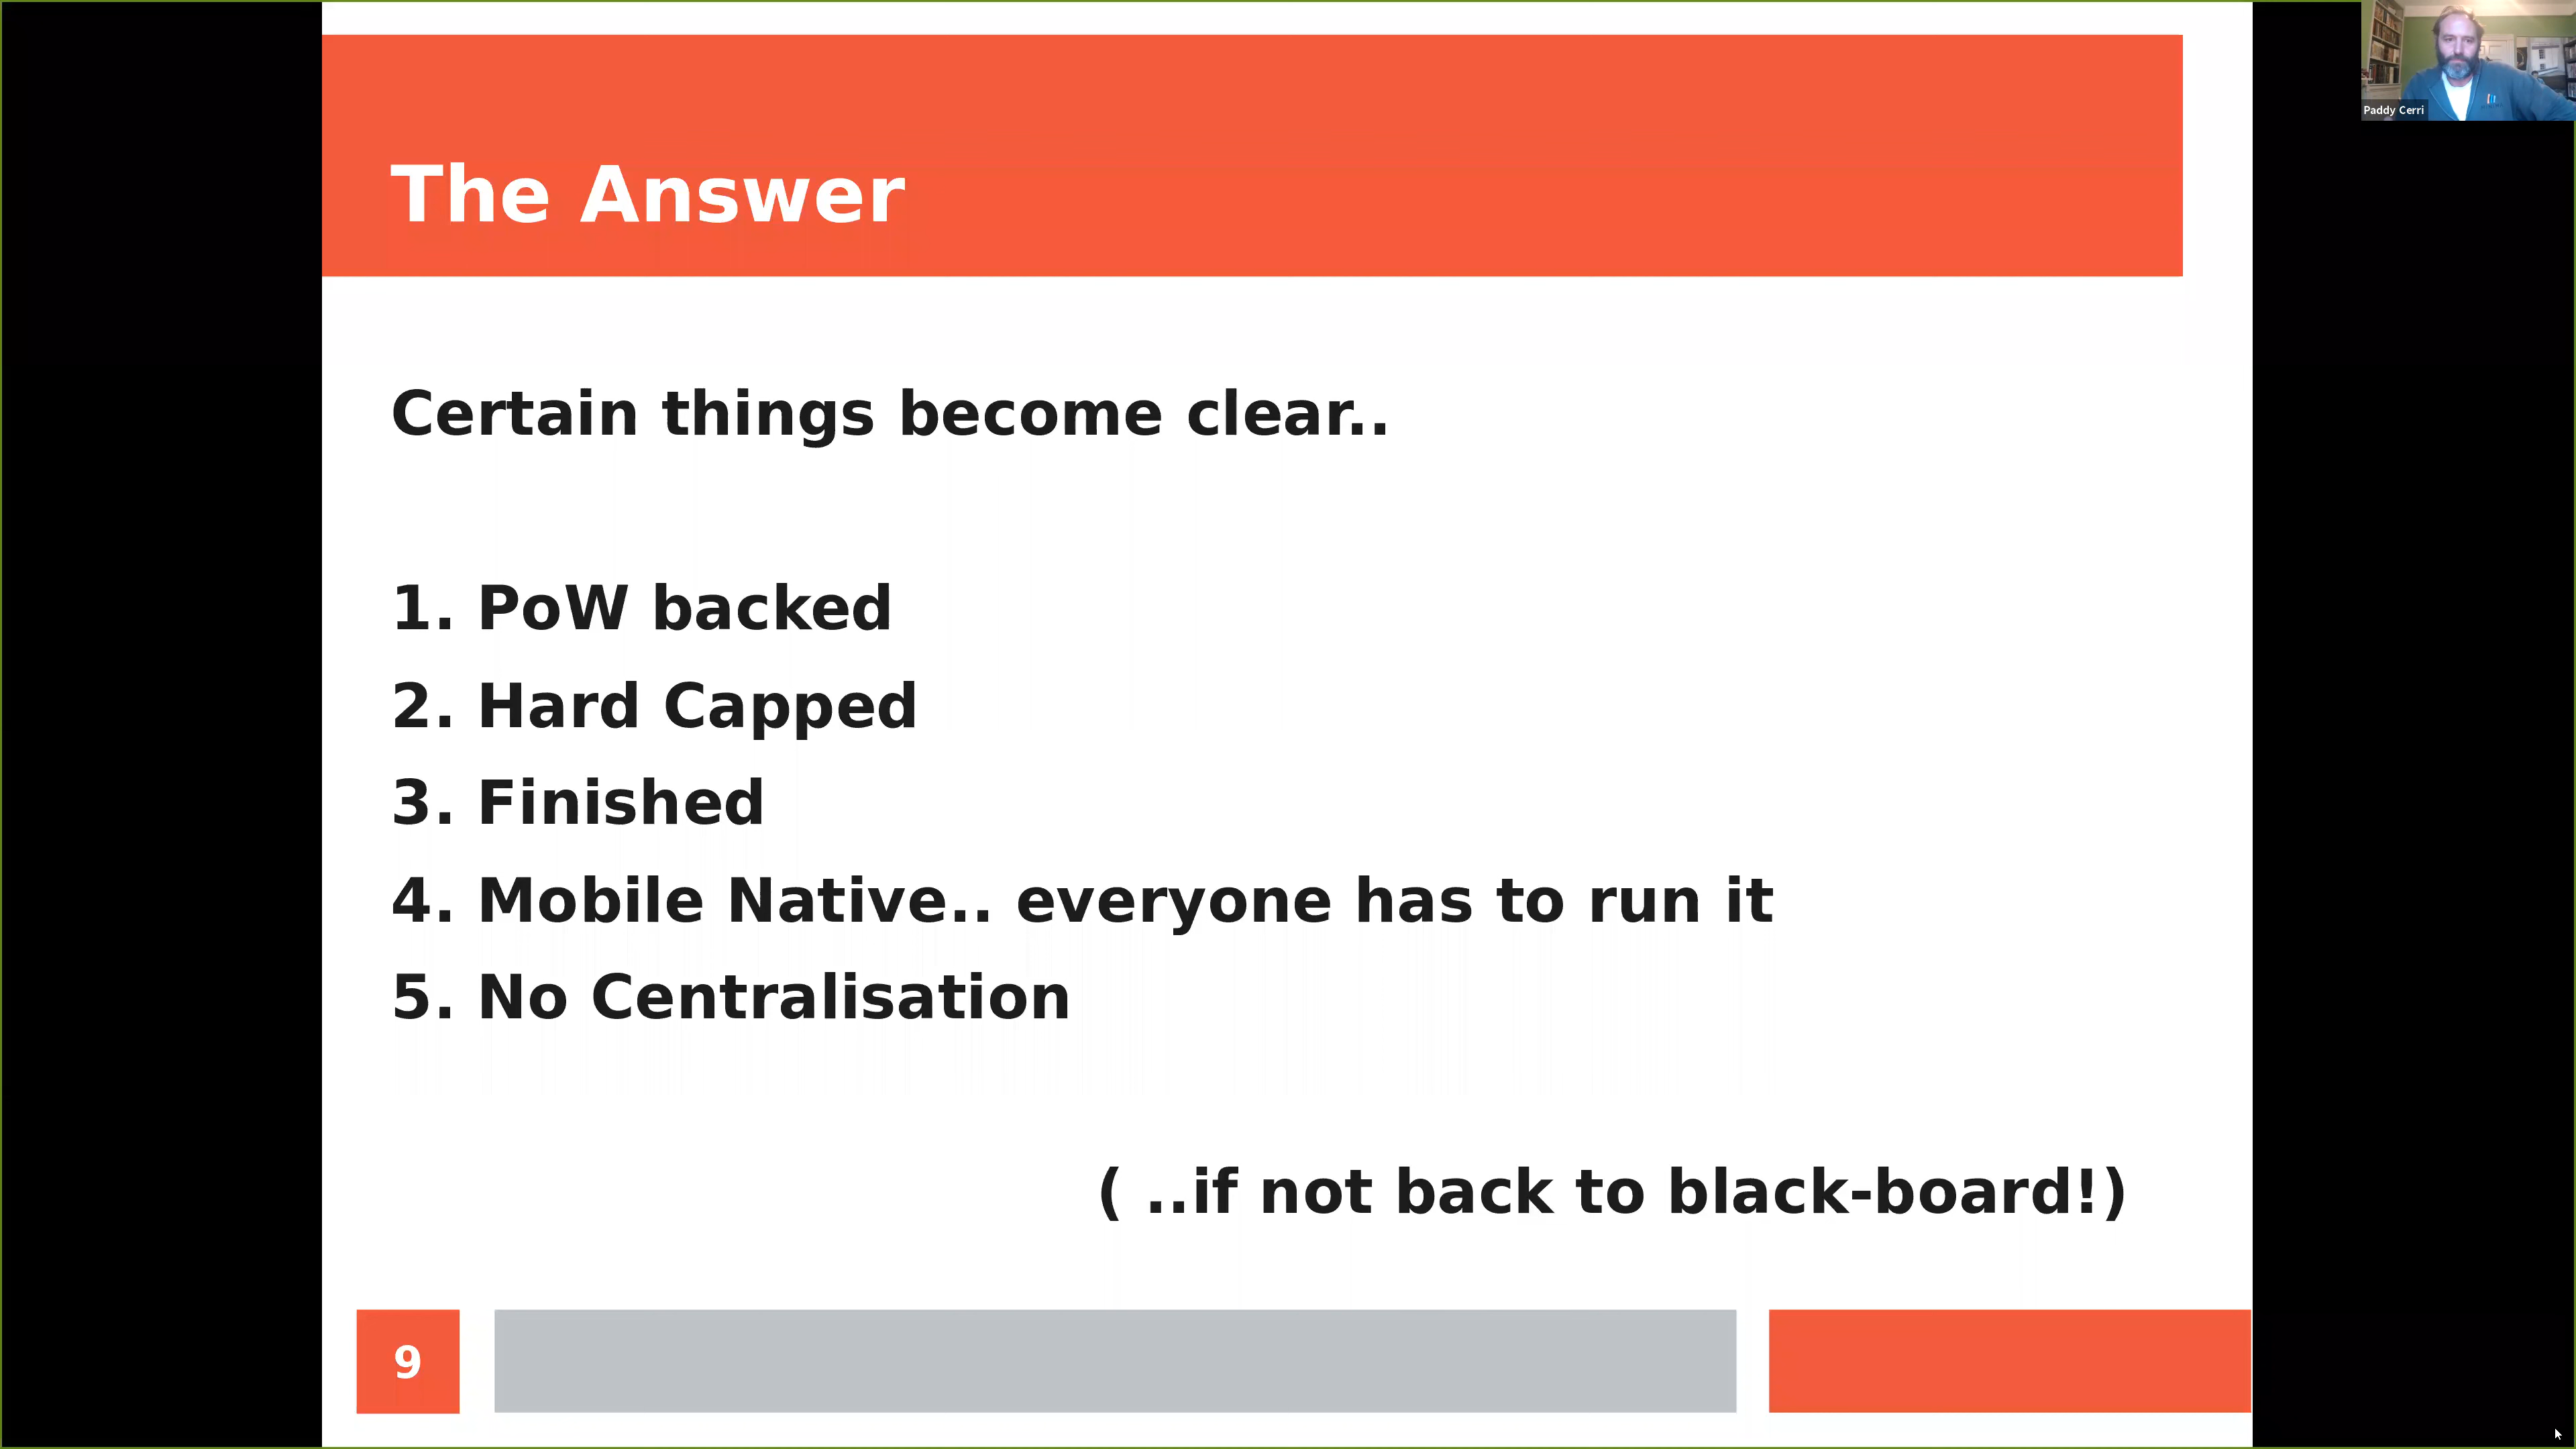 Paddy Cerri
The Answer
Certain things become clear..
1. PoW backed
2. Hard Capped
3. Finished
4. Mobile Native.. everyone has to run it
5. No Centralisation
( ..if not back to black-board!)
9